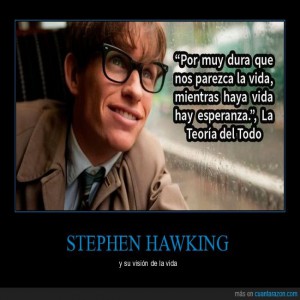 “Por muy dura que
nos parezca la vida,
mientras haya vida
hay esperanza.”, La
Teoría del Todo
STEPHEN HAWKING
y su visión de la vida
más en cuantarazon.com